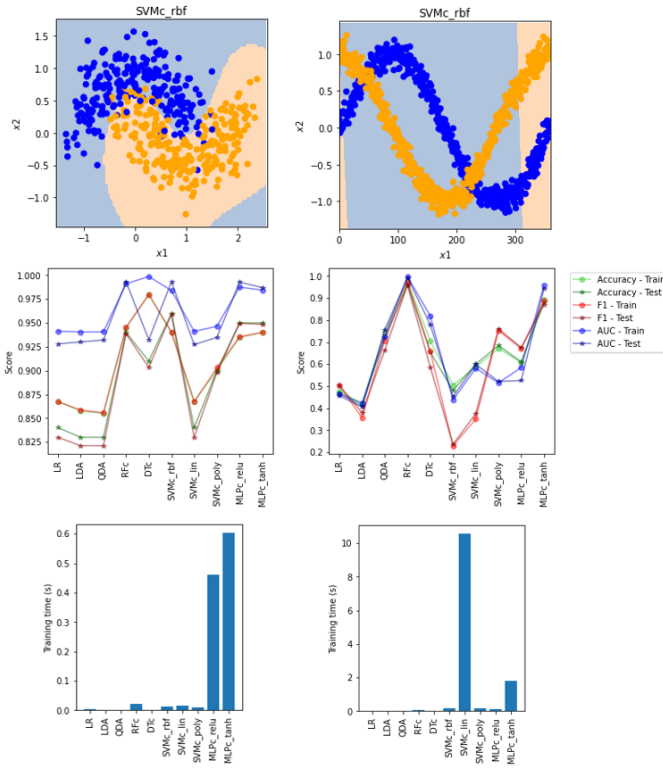 SVMc_rbf
1.5
1.0
0.5
0.0
−0.5
−1.0
x2
−1
0
1
2
x1
SVMc_rbf
1.0
0.5
0.0
−0.5
−1.0
x2
0
100
200
300
x1
1.000
0.975
0.950
0.925
0.900
0.875
0.850
0.825
Score
LR
LDA
QDA
RFc
DTc
SVMc_rbf
SVMc_lin
SVMc_poly
MLPc_relu
MLPc_tanh
1.0
0.9
0.8
0.7
0.6
0.5
0.4
0.3
0.2
Score
LR
LDA
QDA
RFc
DTc
SVMc_rbf
SVMc_lin
SVMc_poly
MLPc_relu
MLPc_tanh
Accuracy - Train
Accuracy - Test
F1 - Train
F1 - Test
AUC - Train
AUC - Test
0.6
0.5
0.4
0.3
0.2
0.1
0.0
Training time (s)
LR
LDA
QDA
RFc
DTc
SVMc_rbf
SVMc_lin
SVMc_poly
MLPc_relu
MLPc_tanh
10
8
6
4
2
0
Training time (s)
LR
LDA
QDA
RFc
DTc
SVMc_rbf
SVMc_lin
SVMc_poly
MLPc_relu
MLPc_tanh